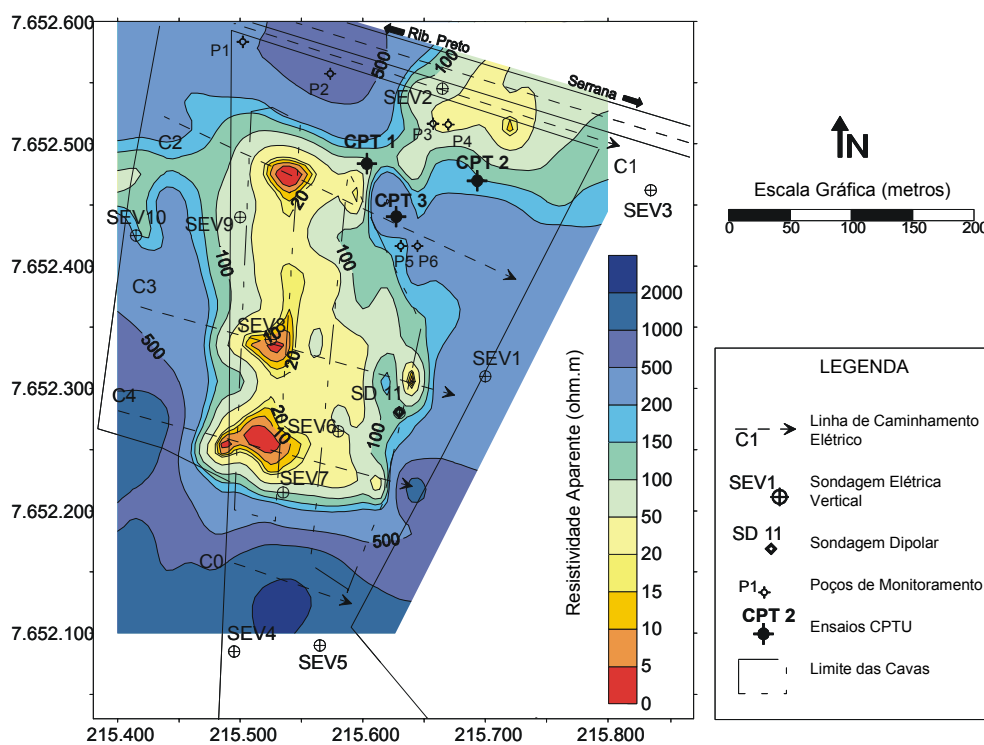 7.652.600
7.652.500
7.652.400
7.652.300
7.652.200
7.652.100
215.400
215.500
215.600
215.700
Rib. Preto
Serrana
P1
P2
500
100
SEV2
P3
P4
C2
CPT 1
CPT 2
C1
SEV3
20
CPT 3
SEV10
SEV9
P5
P6
100
100
C3
SEV8
10
20
500
SEV1
SD 11
C4
20
10
SEV6
100
SEV7
500
C0
SEV4
SEV5
Resistividade Aparente (ohm.m)
2000
1000
500
200
150
100
50
20
15
10
5
0
N
Escala Gráfica (metros)
0
50
100
150
200
LEGENDA
C1
Linha de Caminhamento
Elétrico
SEV1
Sondagem Elétrica
Vertical
SD 11
Sondagem Dipolar
P1
Poços de Monitoramento
CPT 2
Ensaios CPTU
Limite das Cavas